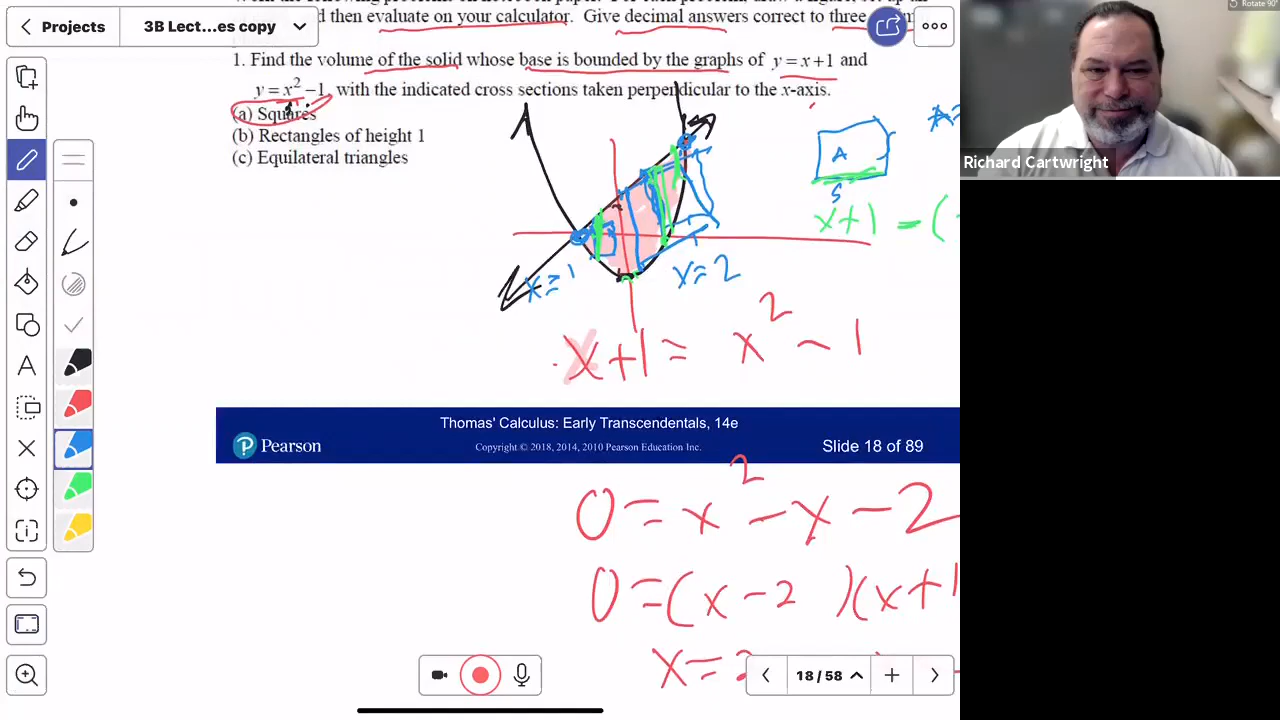 Projects
3B Lect...es copy
Rotate 90°
then evaluate on your calculator. Give decimal answers correct to three
1. Find the volume of the solid whose base is bounded by the graphs of y = x + 1 and
y = x² – 1, with the indicated cross sections taken perpendicular to the x-axis.
(a) Squares
(b) Rectangles of height 1
(c) Equilateral triangles
A
S
A=
x+1 = (
x = 2
x+1 = x² - 1
Richard Cartwright
Thomas' Calculus: Early Transcendentals, 14e
Pearson
Copyright © 2018, 2014, 2010 Pearson Education Inc.
Slide 18 of 89
0 = x² - x - 2
0 = (x - 2)(x + 1
x = 2
18 / 58